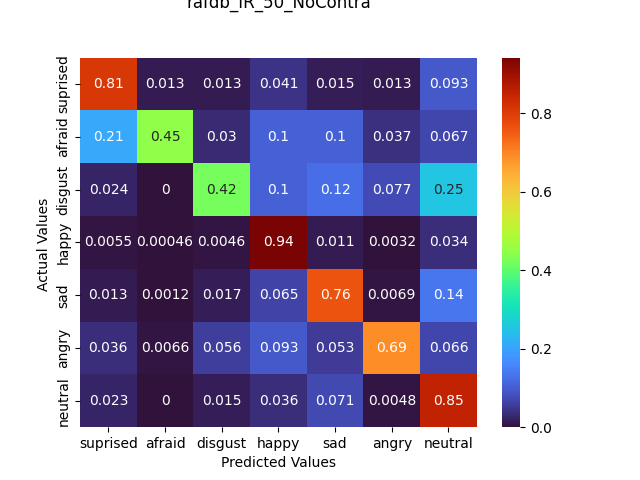 rafdb_IR_50_NoContra
suprised 0.81 0.013 0.013 0.041 0.015 0.013 0.093
afraid 0.21 0.45 0.03 0.1 0.1 0.037 0.067
disgust 0.024 0 0.42 0.1 0.12 0.077 0.25
happy 0.0055 0.00046 0.0046 0.94 0.011 0.0032 0.034
sad 0.013 0.0012 0.017 0.065 0.76 0.0069 0.14
angry 0.036 0.0066 0.056 0.093 0.053 0.69 0.066
neutral 0.023 0 0.015 0.036 0.071 0.0048 0.85
suprised afraid disgust happy sad angry neutral
Predicted Values
Actual Values
0.8
0.6
0.4
0.2
0.0